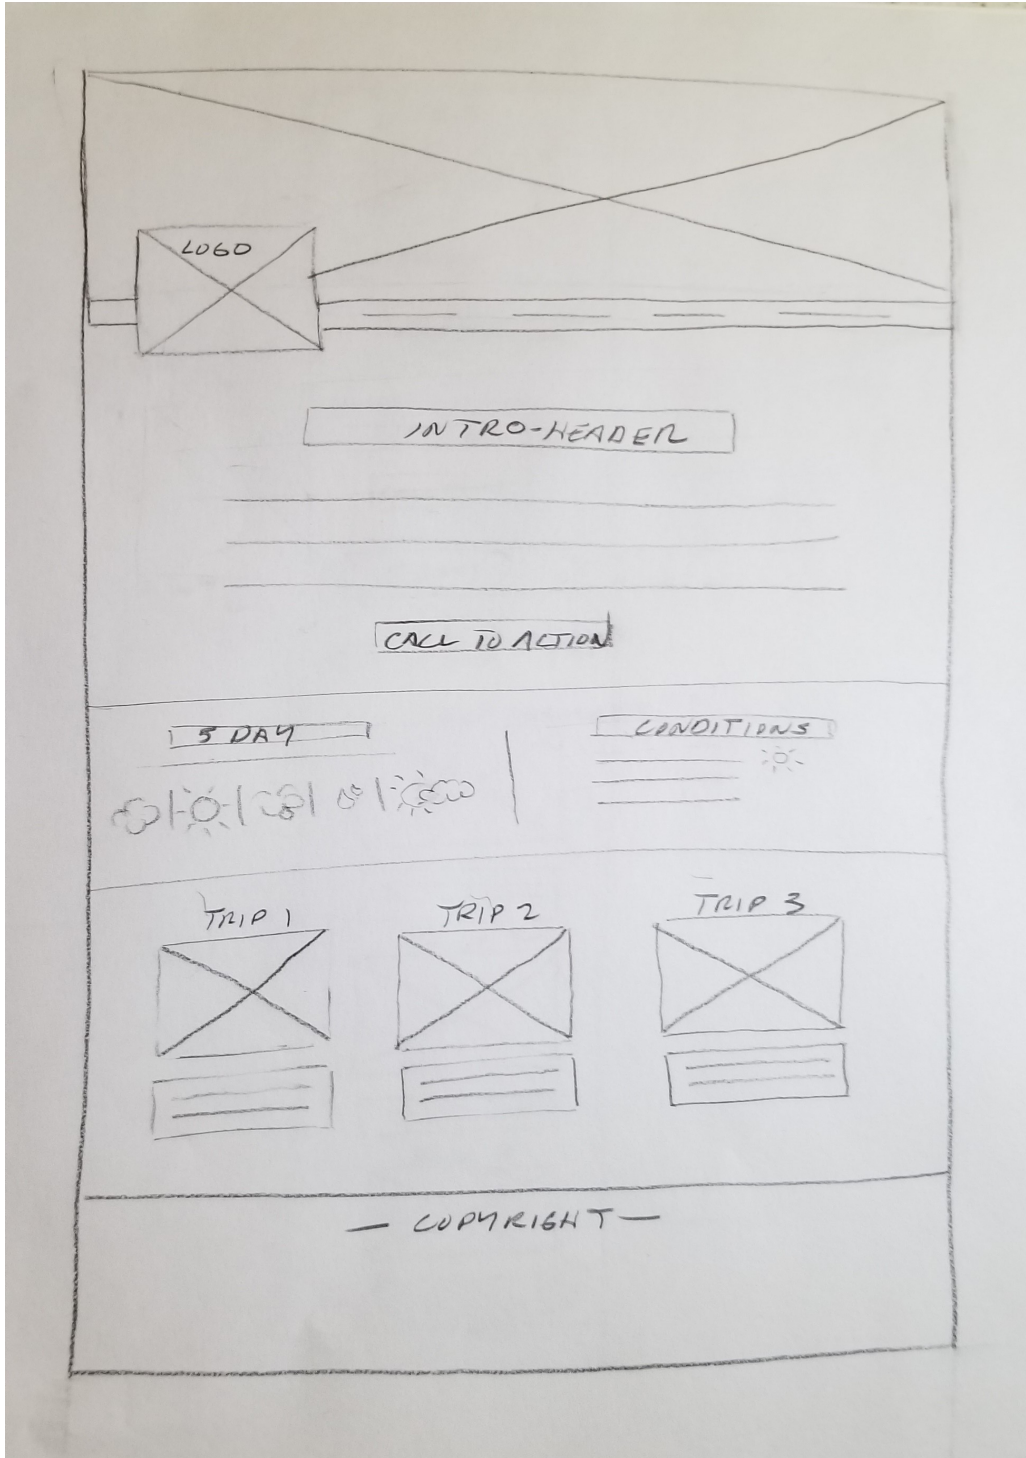 LOGO
INTRO-HEADER
CALL TO ACTION
5 DAY
CONDITIONS
TRIP 1
TRIP 2
TRIP 3
— COPYRIGHT —